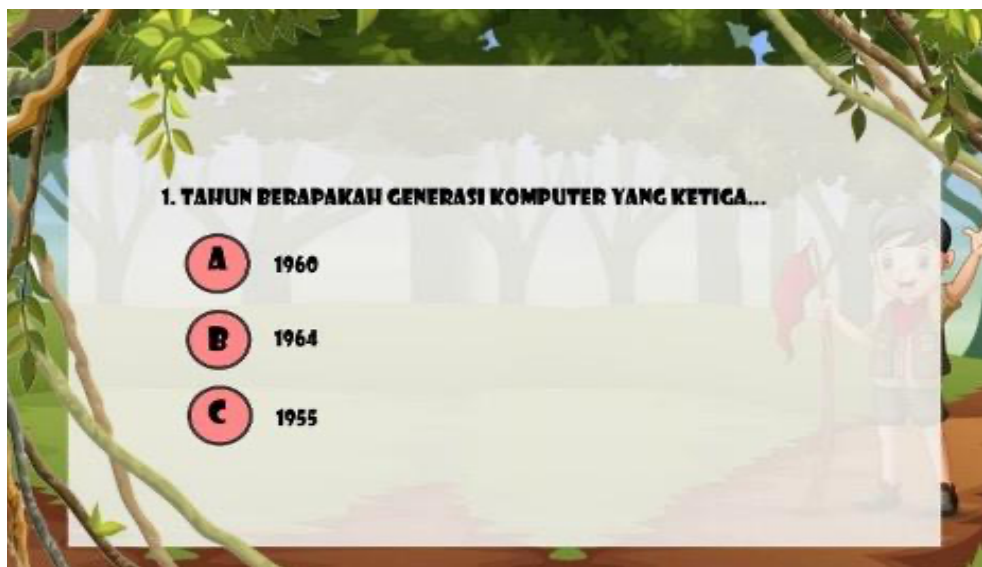 1. TAHUN BERAPAKAH GENERASI KOMPUTER YANG KETIGA...
A 1960
B 1964
C 1955